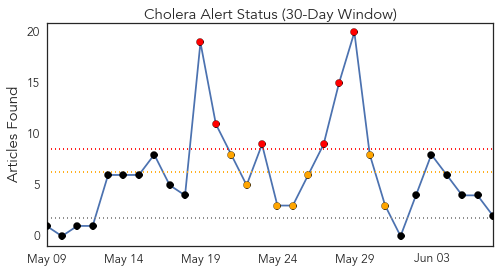 Cholera Alert Status (30-Day Window)
Articles Found
20
15
10
5
0
May 09 May 14 May 19 May 24 May 29 Jun 03